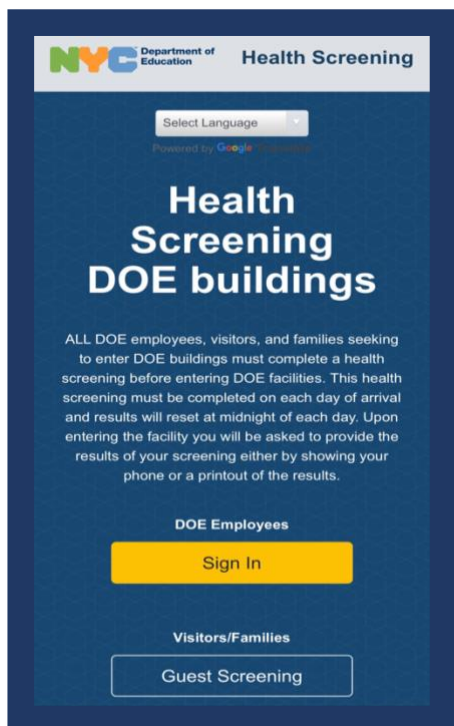 NYC Department of
Education
Health Screening
Select Language
Powered by Google Translate
Health
Screening
DOE buildings
ALL DOE employees, visitors, and families seeking
to enter DOE buildings must complete a health
screening before entering DOE facilities. This health
screening must be completed on each day of arrival
and results will reset at midnight of each day. Upon
entering the facility you will be asked to provide the
results of your screening either by showing your
phone or a printout of the results.
DOE Employees
Sign In
Visitors/Families
Guest Screening